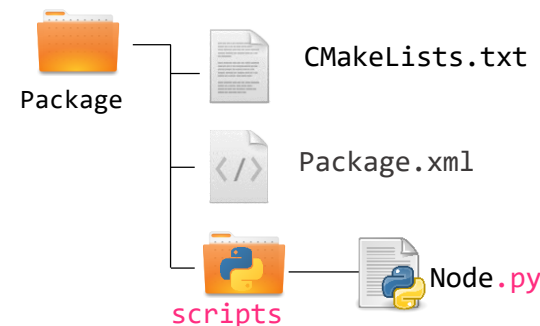 CMakeLists.txt
Package
Package.xml
</>
Node.py
scripts